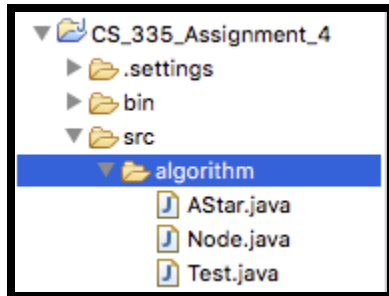 CS_335_Assignment_4
.settings
bin
src
algorithm
AStar.java
Node.java
Test.java